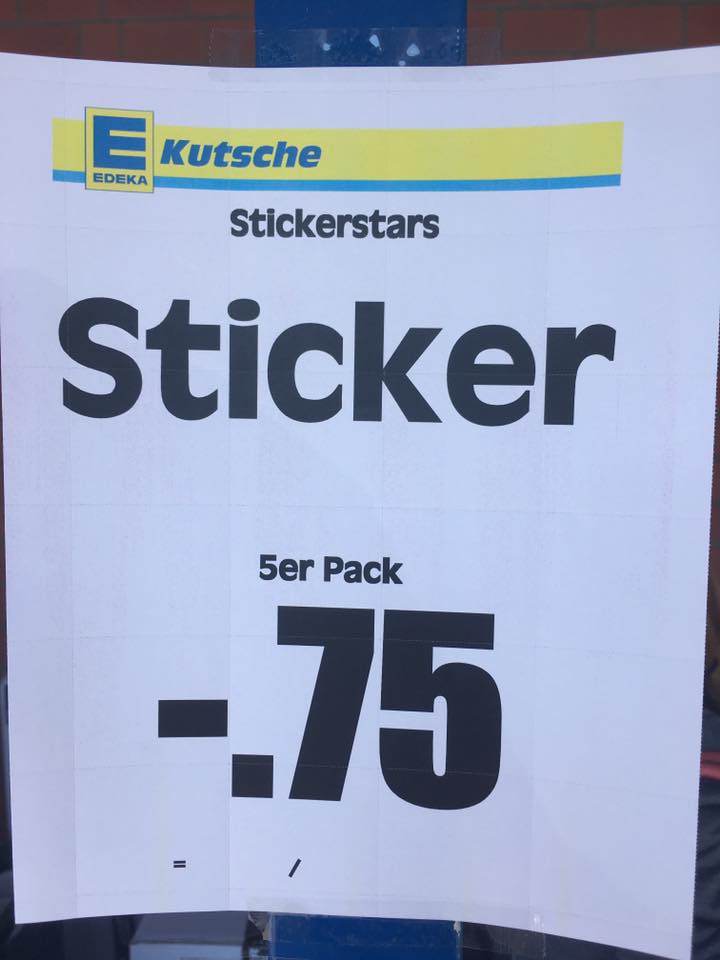 E
EDEKA
Kutsche
Stickerstars
Sticker
5er Pack
-.75
= /